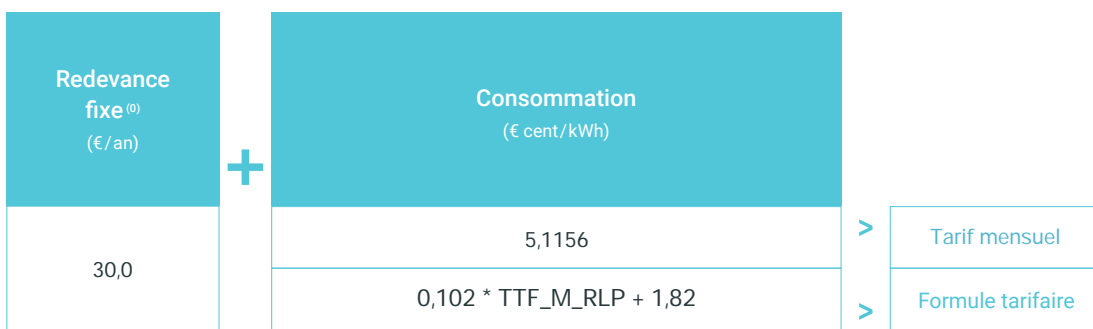 Redevance
fixe (0)
(€/an)
+
Consommation
(€ cent/kWh)
30,0
5,1156
> Tarif mensuel
0,102 * TTF_M_RLP + 1,82
> Formule tarifaire